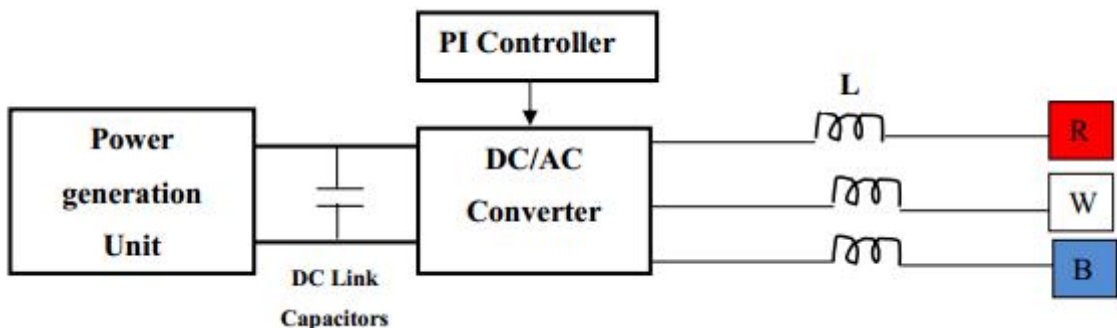 PI Controller
L
Power
generation
Unit
DC/AC
Converter
R
W
B
DC Link
Capacitors